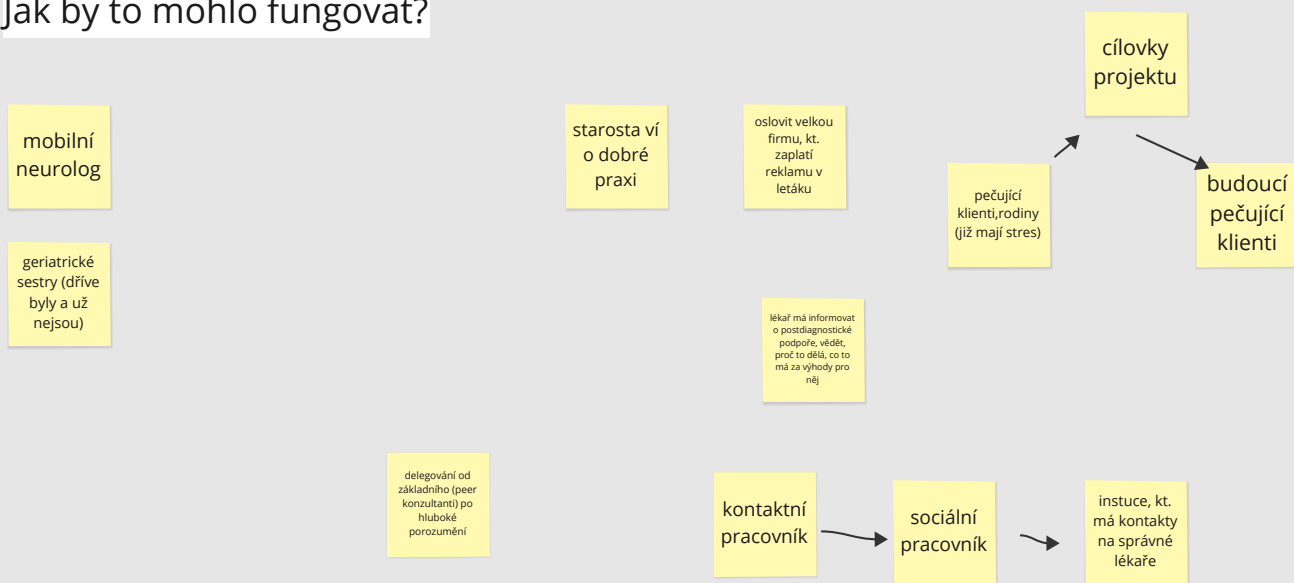 Jak by to mohlo fungovat?
cílovky
projektu
mobilní
neurolog
starosta ví
o dobré
praxi
oslovit velkou
firmu, kt.
zaplatí
reklamu v
letáku
pečující
klienti,rodiny
(již mají stres)
budoucí
pečující
klienti
geriatrické
sestry (dříve
byly a už
nejsou)
lékař má informovat
o postdiagnostické
podpoře, vědět,
proč to dělá, co to
má za výhody pro
něj
delegování od
základního (peer
konzultanti) po
hluboké
porozumění
kontaktní
pracovník
sociální
pracovník
instuce, kt.
má kontakty
na správné
lékaře